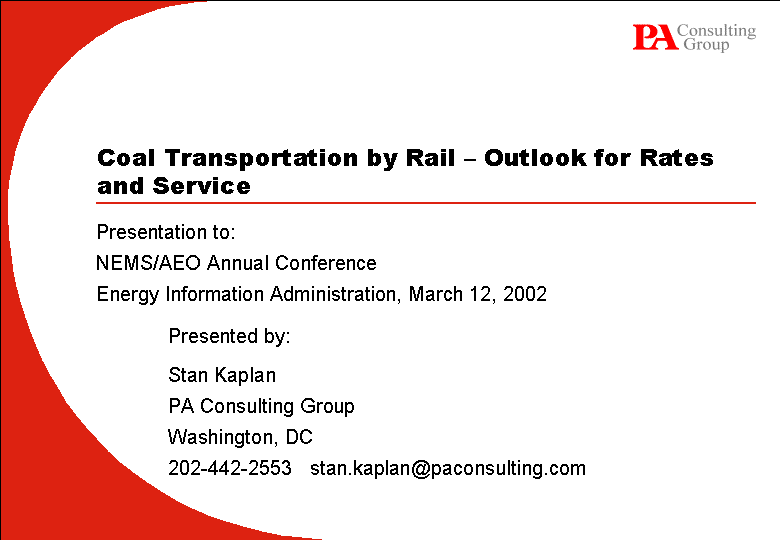 PA Consulting
Group
Coal Transportation by Rail – Outlook for Rates
and Service
Presentation to:
NEMS/AEO Annual Conference
Energy Information Administration, March 12, 2002
Presented by:
Stan Kaplan
PA Consulting Group
Washington, DC
202-442-2553 stan.kaplan@paconsulting.com